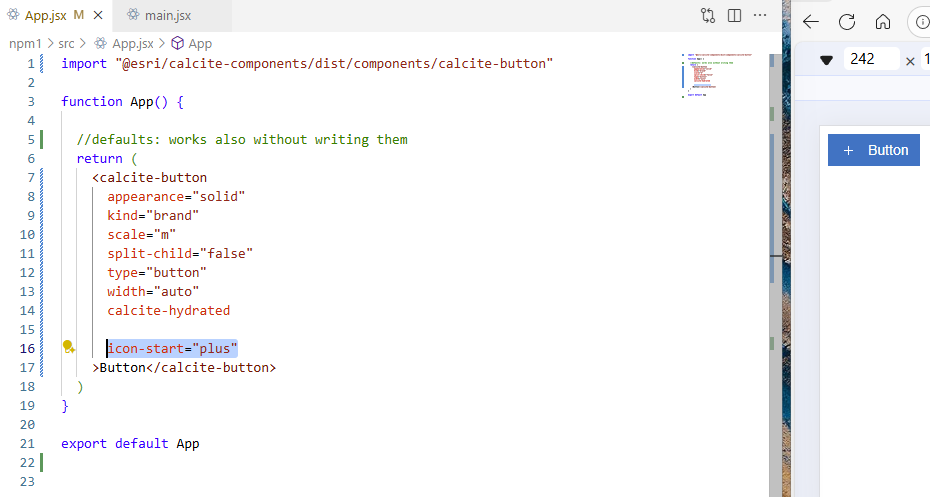 App.jsx M main.jsx
npm1 > src > App.jsx > App
1 import "@esri/calcite-components/dist/components/calcite-button"
2
3 function App() {
4
5 //defaults: works also without writing them
6 return (
7 <calcite-button
8 appearance="solid"
9 kind="brand"
10 scale="m"
11 split-child="false"
12 type="button"
13 width="auto"
14 calcite-hydrated
15
16 icon-start="plus"
17 >Button</calcite-button>
18 )
19 }
20
21 export default App
22
23
242 × 1
+ Button